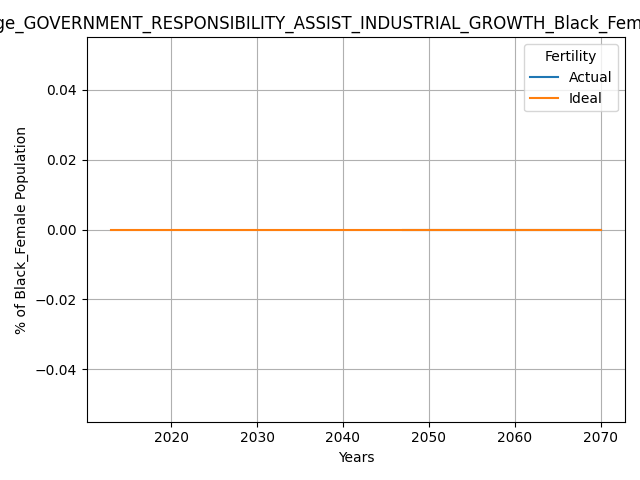 ge_GOVERNMENT_RESPONSIBILITY_ASSIST_INDUSTRIAL_GROWTH_Black_Fem
Fertility
Actual
Ideal
% of Black_Female Population
0.04
0.02
0.00
−0.02
−0.04
2020 2030 2040 2050 2060 2070
Years